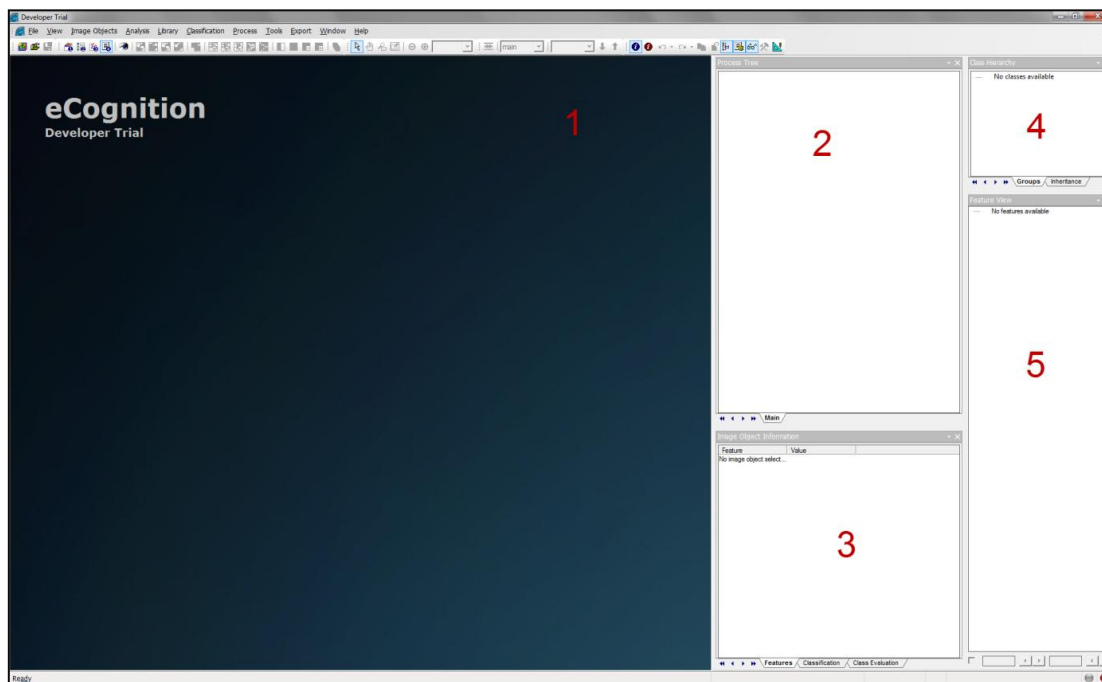 Developer Trial
File View Image Objects Analysis Library Classification Process Tools Export Window Help
main
eCognition
Developer Trial
1
Process Tree
2
Main
Image Object Information
Feature Value
No image object select...
3
Features Classification Class Evaluation
Class Hierarchy
No classes available
4
Groups Inheritance
Feature View
No features available
5
Ready